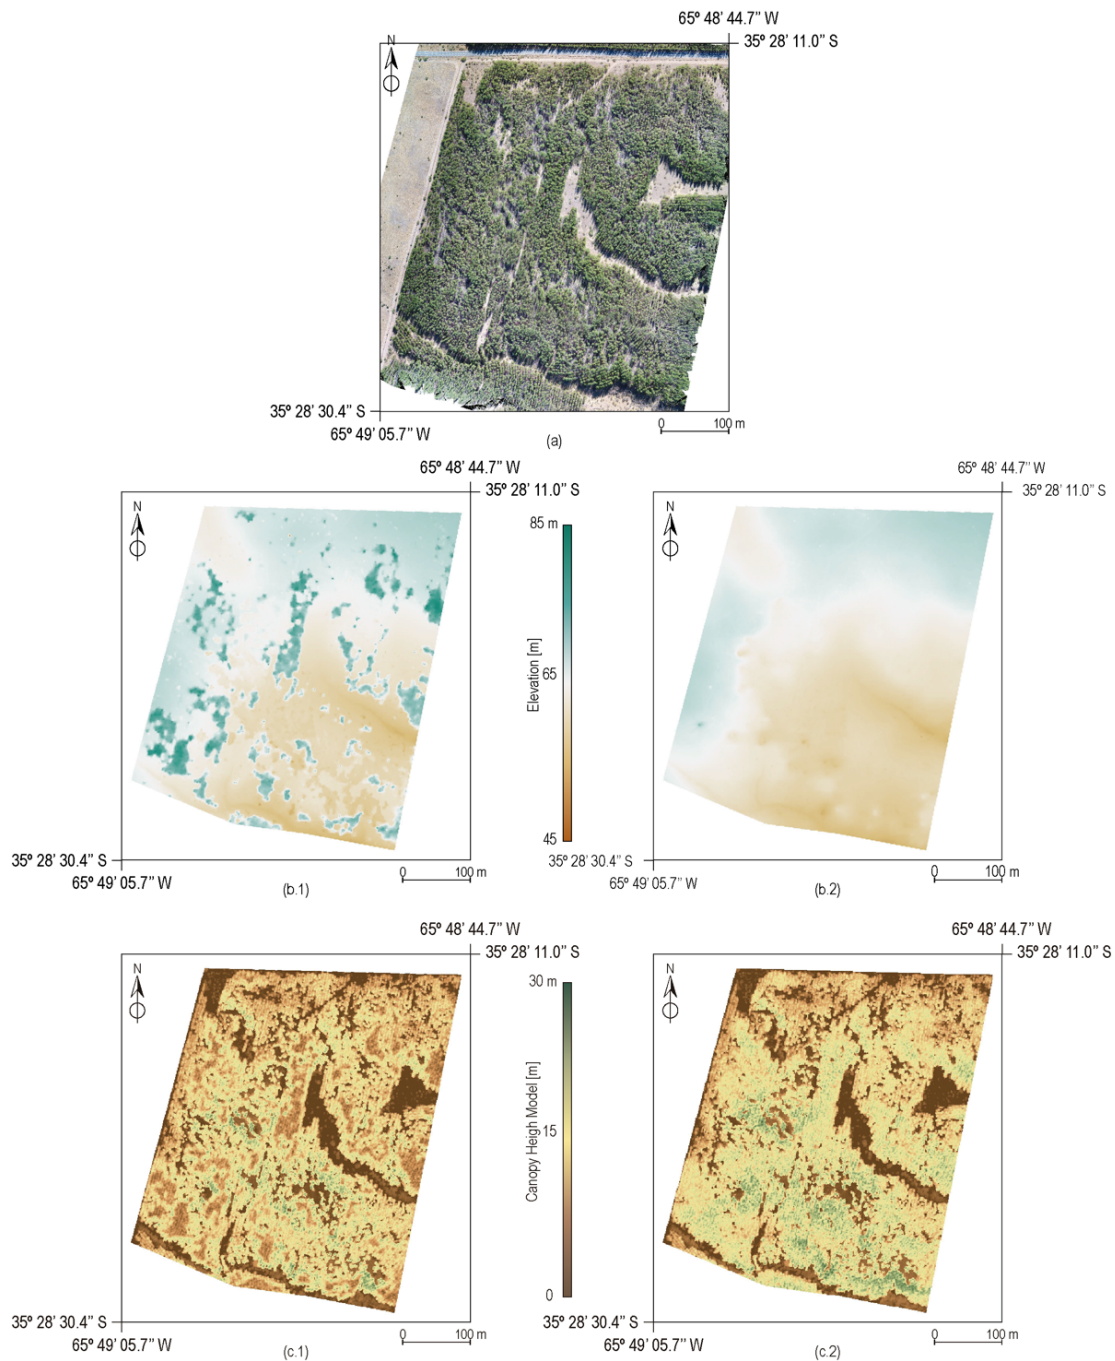 65º 48’ 44.7” W
35º 28’ 11.0” S
N
35º 28’ 30.4” S
65º 49’ 05.7” W
0 100 m
(a)
65º 48’ 44.7” W
35º 28’ 11.0” S
N
85 m
65
45
Elevation [m]
35º 28’ 30.4” S
65º 49’ 05.7” W
0 100 m
(b.1)
65º 48’ 44.7” W
35º 28’ 11.0” S
N
35º 28’ 30.4” S
65º 49’ 05.7” W
0 100 m
(b.2)
65º 48’ 44.7” W
35º 28’ 11.0” S
N
30 m
15
0
Canopy Heigh Model [m]
35º 28’ 30.4” S
65º 49’ 05.7” W
0 100 m
(c.1)
65º 48’ 44.7” W
35º 28’ 11.0” S
N
35º 28’ 30.4” S
65º 49’ 05.7” W
0 100 m
(c.2)